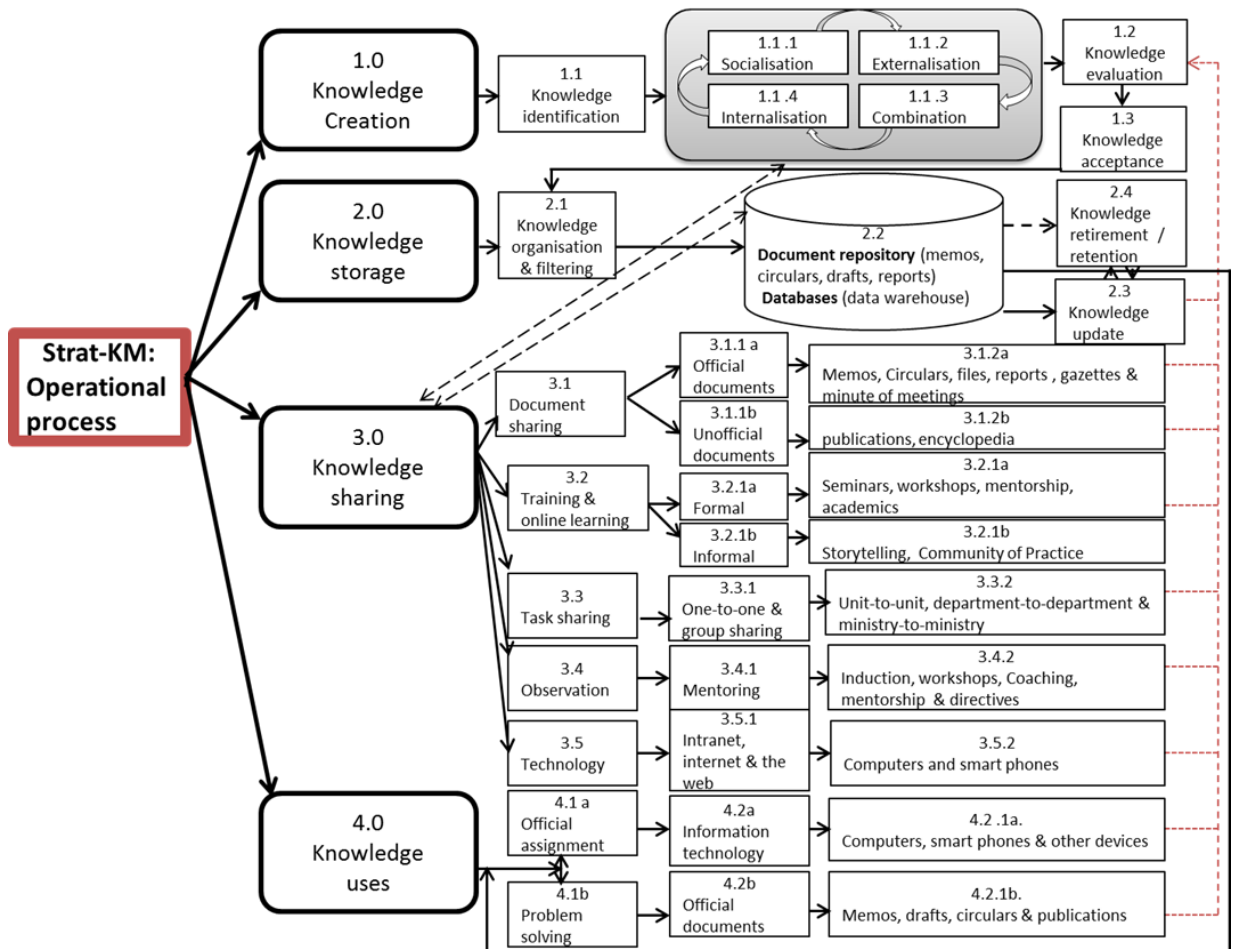 Strat-KM:
Operational
process
1.0
Knowledge
Creation
1.1
Knowledge
identification
1.1 .1
Socialisation
1.1 .2
Externalisation
1.1 .4
Internalisation
1.1 .3
Combination
1.2
Knowledge
evaluation
1.3
Knowledge
acceptance
2.0
Knowledge
storage
2.1
Knowledge
organisation
& filtering
2.2
Document repository (memos,
circulars, drafts, reports)
Databases (data warehouse)
2.4
Knowledge
retirement /
retention
2.3
Knowledge
update
3.0
Knowledge
sharing
3.1
Document
sharing
3.1.1 a
Official
documents
3.1.2a
Memos, Circulars, files, reports , gazettes &
minute of meetings
3.1.1b
Unofficial
documents
3.1.2b
publications, encyclopedia
3.2
Training &
online learning
3.2.1a
Formal
3.2.1a
Seminars, workshops, mentorship,
academics
3.2.1b
Informal
3.2.1b
Storytelling, Community of Practice
3.3
Task sharing
3.3.1
One-to-one &
group sharing
3.3.2
Unit-to-unit, department-to-department &
ministry-to-ministry
3.4
Observation
3.4.1
Mentoring
3.4.2
Induction, workshops, Coaching,
mentorship & directives
3.5
Technology
3.5.1
Intranet,
internet & the
web
3.5.2
Computers and smart phones
4.0
Knowledge
uses
4.1 a
Official
assignment
4.2a
Information
technology
4.2 .1a.
Computers, smart phones & other devices
4.1b
Problem
solving
4.2b
Official
documents
4.2.1b.
Memos, drafts, circulars & publications